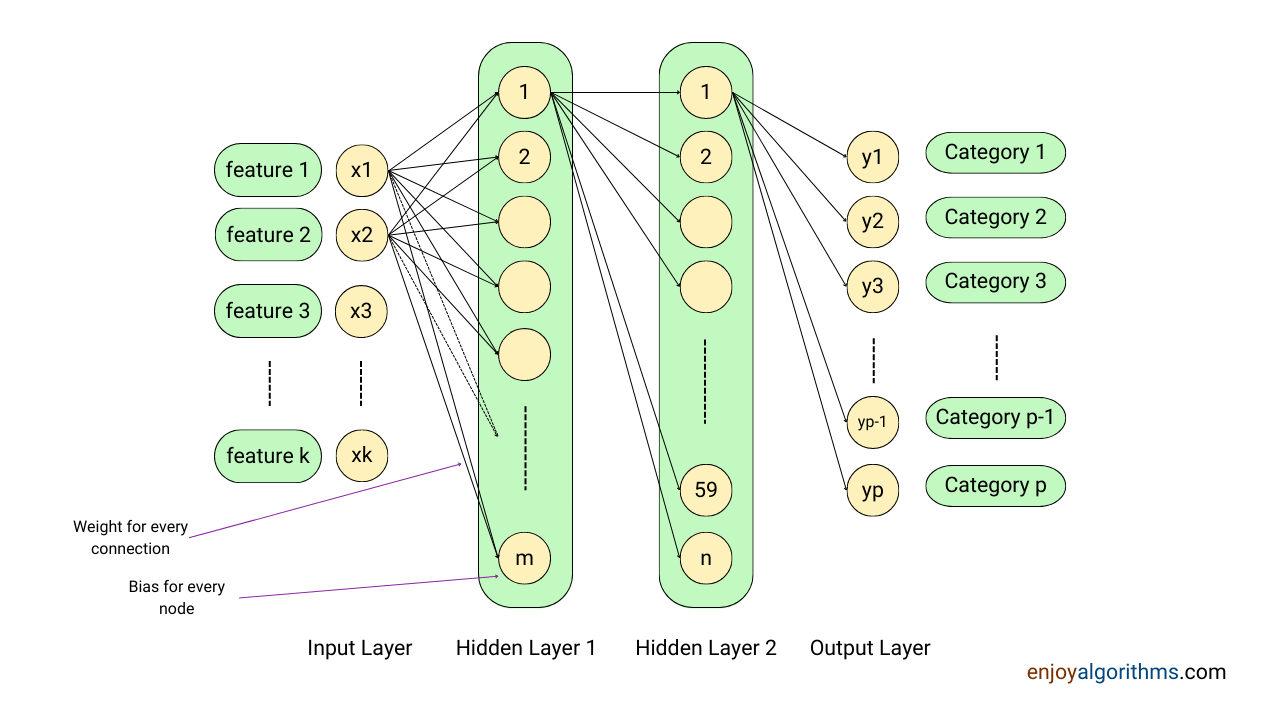 1
1
2
2
y1
Category 1
feature 1
x1
y2
Category 2
feature 2
x2
y3
Category 3
feature 3
x3
yp-1
Category p-1
feature k
xk
59
yp
Category p
Weight for every
connection
m
n
Bias for every
node
Input Layer
Hidden Layer 1
Hidden Layer 2
Output Layer
enjoyalgorithms.com